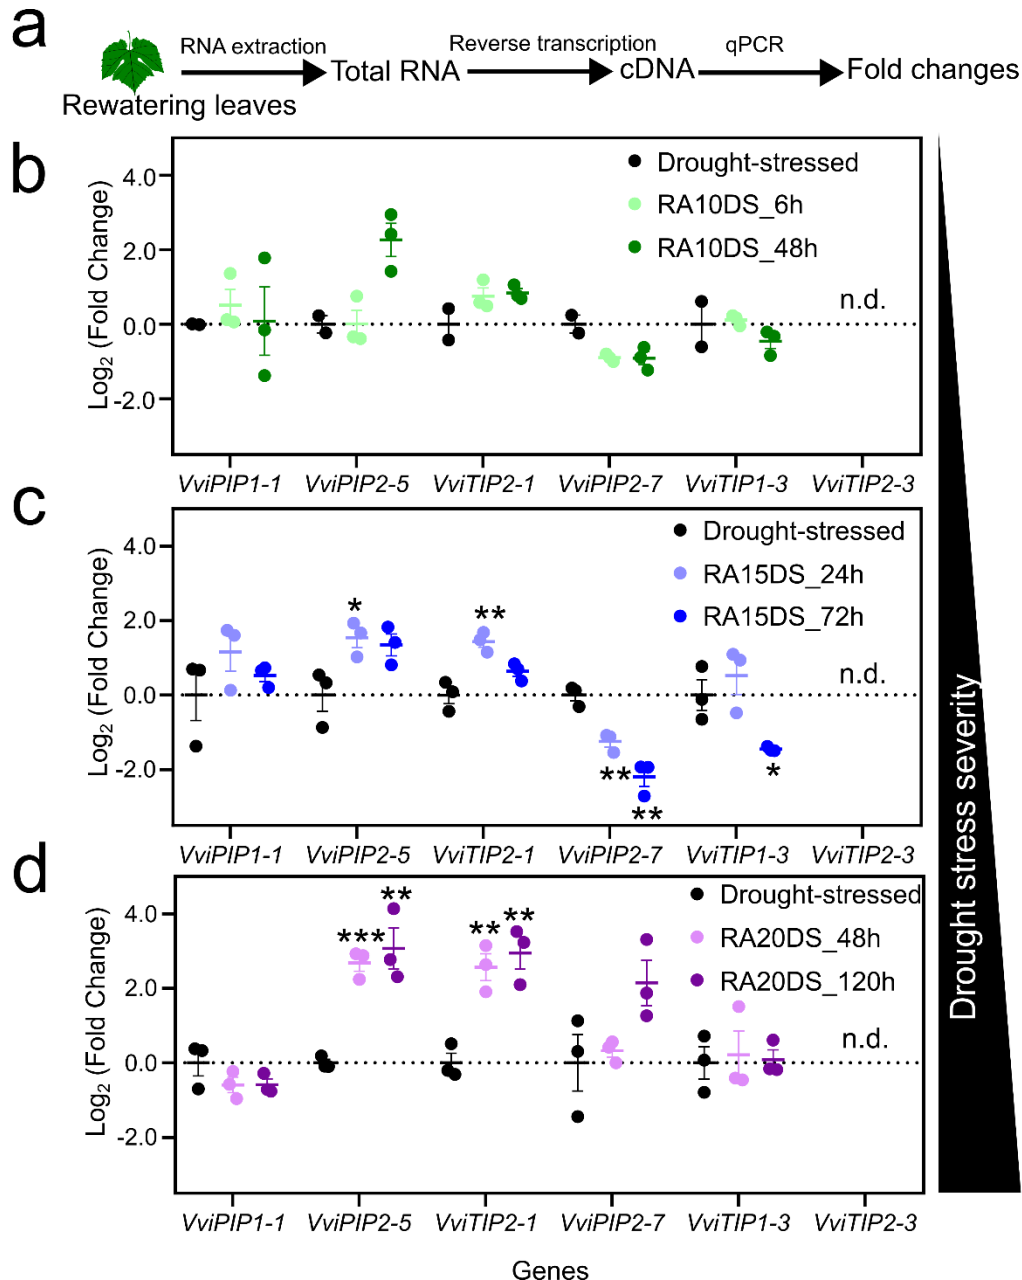 a
RNA extraction
Reverse transcription
qPCR
Total RNA
cDNA
Fold changes
Rewatering leaves
b
Log₂ (Fold Change)
4.0
2.0
0.0
-2.0
Drought-stressed
RA10DS_6h
RA10DS_48h
n.d.
VviPIP1-1
VviPIP2-5
VviTIP2-1
VviPIP2-7
VviTIP1-3
VviTIP2-3
c
Log₂ (Fold Change)
4.0
2.0
0.0
-2.0
Drought-stressed
RA15DS_24h
RA15DS_72h
*
**
**
**
*
n.d.
VviPIP1-1
VviPIP2-5
VviTIP2-1
VviPIP2-7
VviTIP1-3
VviTIP2-3
d
Log₂ (Fold Change)
4.0
2.0
0.0
-2.0
Drought-stressed
RA20DS_48h
RA20DS_120h
***
**
**
**
n.d.
VviPIP1-1
VviPIP2-5
VviTIP2-1
VviPIP2-7
VviTIP1-3
VviTIP2-3
Genes
Drought stress severity